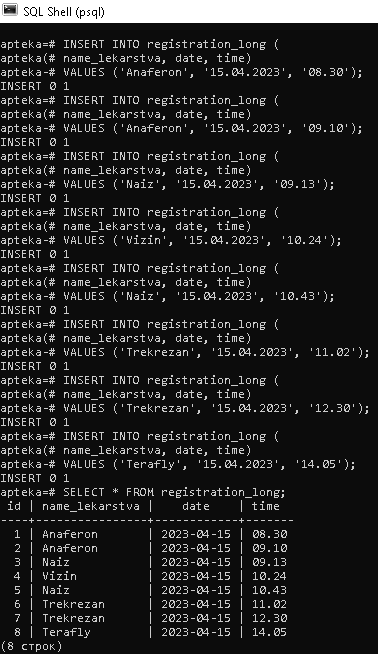 SQL Shell (psql)
apteka=# INSERT INTO registration_long (
apteka(# name_lekarstva, date, time)
apteka-# VALUES ('Anaferon', '15.04.2023', '08.30');
INSERT 0 1
apteka=# INSERT INTO registration_long (
apteka(# name_lekarstva, date, time)
apteka-# VALUES ('Anaferon', '15.04.2023', '09.10');
INSERT 0 1
apteka=# INSERT INTO registration_long (
apteka(# name_lekarstva, date, time)
apteka-# VALUES ('Naiz', '15.04.2023', '09.13');
INSERT 0 1
apteka=# INSERT INTO registration_long (
apteka(# name_lekarstva, date, time)
apteka-# VALUES ('Vizin', '15.04.2023', '10.24');
INSERT 0 1
apteka=# INSERT INTO registration_long (
apteka(# name_lekarstva, date, time)
apteka-# VALUES ('Naiz', '15.04.2023', '10.43');
INSERT 0 1
apteka=# INSERT INTO registration_long (
apteka(# name_lekarstva, date, time)
apteka-# VALUES ('Trekrezan', '15.04.2023', '11.02');
INSERT 0 1
apteka=# INSERT INTO registration_long (
apteka(# name_lekarstva, date, time)
apteka-# VALUES ('Trekrezan', '15.04.2023', '12.30');
INSERT 0 1
apteka=# INSERT INTO registration_long (
apteka(# name_lekarstva, date, time)
apteka-# VALUES ('Terafly', '15.04.2023', '14.05');
INSERT 0 1
apteka=# SELECT * FROM registration_long;
 id | name_lekarstva |    date    | time
----+----------------+------------+-------
  1 | Anaferon       | 2023-04-15 | 08.30
  2 | Anaferon       | 2023-04-15 | 09.10
  3 | Naiz           | 2023-04-15 | 09.13
  4 | Vizin          | 2023-04-15 | 10.24
  5 | Naiz           | 2023-04-15 | 10.43
  6 | Trekrezan      | 2023-04-15 | 11.02
  7 | Trekrezan      | 2023-04-15 | 12.30
  8 | Terafly        | 2023-04-15 | 14.05
(8 строк)